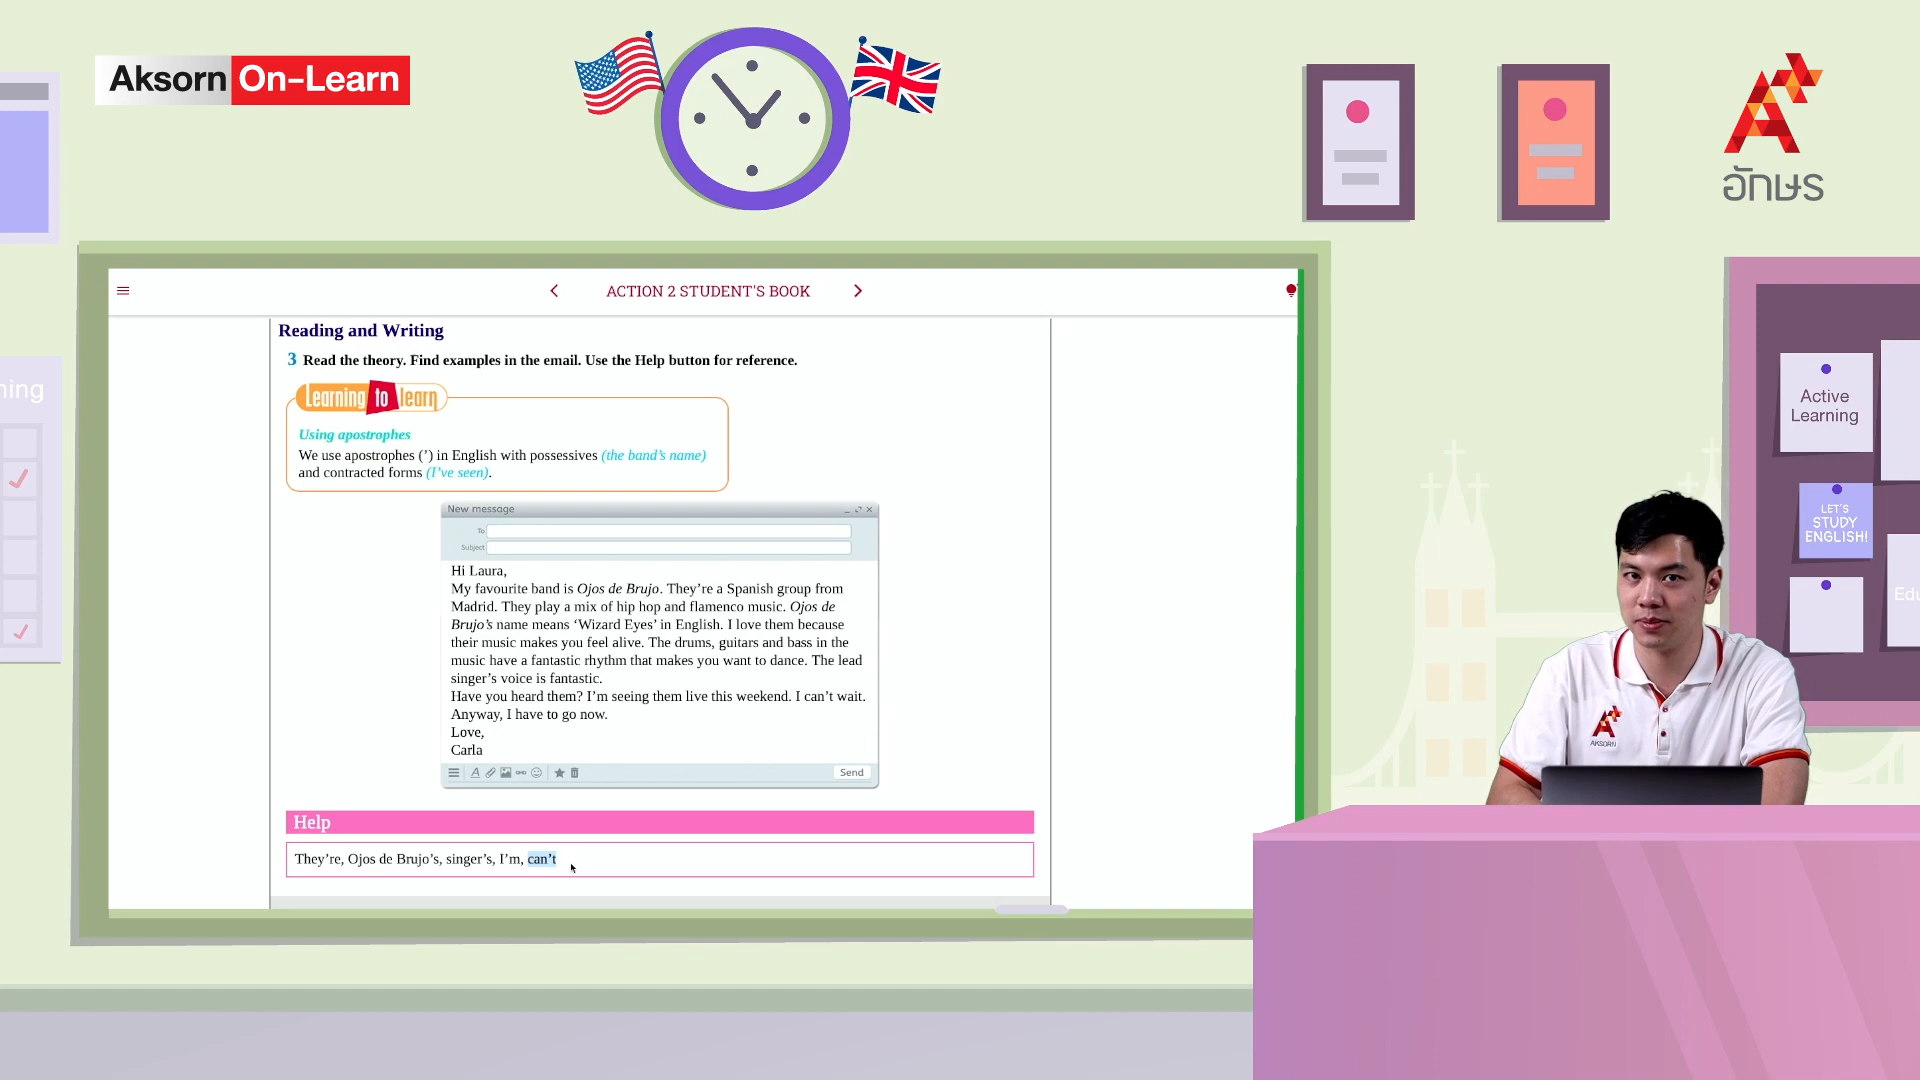 Aksorn On-Learn
อักษร
ning
ACTION 2 STUDENT'S BOOK
Reading and Writing
3 Read the theory. Find examples in the email. Use the Help button for reference.
Learning to learn
Using apostrophes
We use apostrophes (’) in English with possessives (the band’s name)
and contracted forms (I’ve seen).
New message
To
Subject
Hi Laura,
My favourite band is Ojos de Brujo. They’re a Spanish group from
Madrid. They play a mix of hip hop and flamenco music. Ojos de
Brujo’s name means ‘Wizard Eyes’ in English. I love them because
their music makes you feel alive. The drums, guitars and bass in the
music have a fantastic rhythm that makes you want to dance. The lead
singer’s voice is fantastic.
Have you heard them? I’m seeing them live this weekend. I can’t wait.
Anyway, I have to go now.
Love,
Carla
Send
Help
They’re, Ojos de Brujo’s, singer’s, I’m, can’t
Active
Learning
LET'S
STUDY
ENGLISH!
Edu
AKSORN